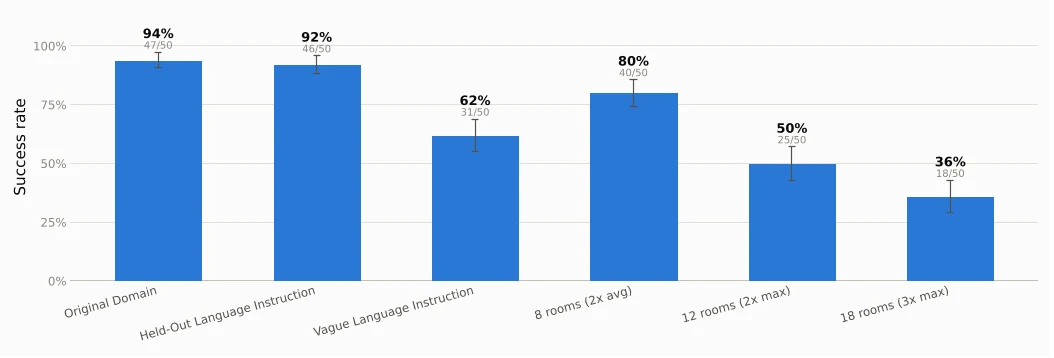 94%
47/50
92%
46/50
62%
31/50
80%
40/50
50%
25/50
36%
18/50
100%
75%
50%
25%
0%
Success rate
Original Domain
Held-Out Language Instruction
Vague Language Instruction
8 rooms (2x avg)
12 rooms (2x max)
18 rooms (3x max)